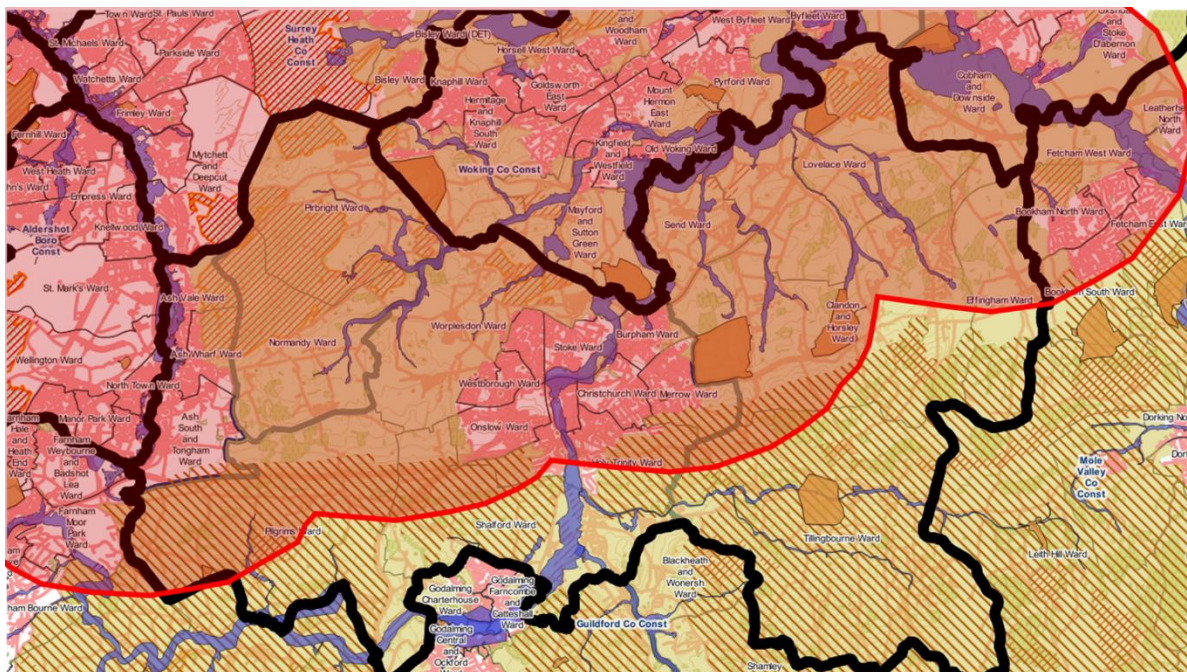 Town Ward
St. Pauls Ward
St. Michaels Ward
Parkside Ward
Surrey
Heath Co
Const
Bisley Ward (DET)
Horsell West Ward
Woodham
Ward
West Byfleet Ward
Byfleet Ward
Stoke
D'abernon
Ward
Watchetts Ward
Bisley Ward
Knaphill Ward
Goldsworth
East
Ward
Pyrford Ward
Cobham
and
Downside Ward
Frimley Ward
Hermitage
and
Knaphill
South
Ward
Mount
Hermon
East
Ward
Leatherhead
North
Ward
Fernhill Ward
Mytchett
and
Deepcut
Ward
Kingfield
and
Westfield
Ward
Old Woking Ward
Fetcham West Ward
West Heath Ward
Woking Co Const
Lovelace Ward
Empress Ward
Pirbright Ward
Mayford
and
Sutton
Green
Ward
Send Ward
Bookham North Ward
Aldershot
Boro
Const
Knellwood Ward
Fetcham East Ward
St. Mark's Ward
Ash Vale Ward
Effingham Ward
Bookham South Ward
Worplesdon Ward
Burpham Ward
Clandon
and
Horsley
Ward
Normandy Ward
Stoke Ward
Wellington Ward
Ash Wharf Ward
North Town Ward
Westborough Ward
Christchurch Ward
Merrow Ward
Manor Park Ward
Ash
South
and
Tongham
Ward
Onslow Ward
Farnham
Hale
and
Heath
End
Ward
Farnham
Weybourne
and
Badshot
Lea
Ward
Holy Trinity Ward
Mole
Valley
Co
Const
Farnham
Moor
Park
Ward
Pilgrims Ward
Shalford Ward
Tillingbourne Ward
Leith Hill Ward
Blackheath
and
Wonersh
Ward
Godalming
Charterhouse
Ward
Godalming
Farncombe
and
Catteshall
Ward
Guildford Co Const
Godalming
Central
and
Ockford
Ward
Shamley